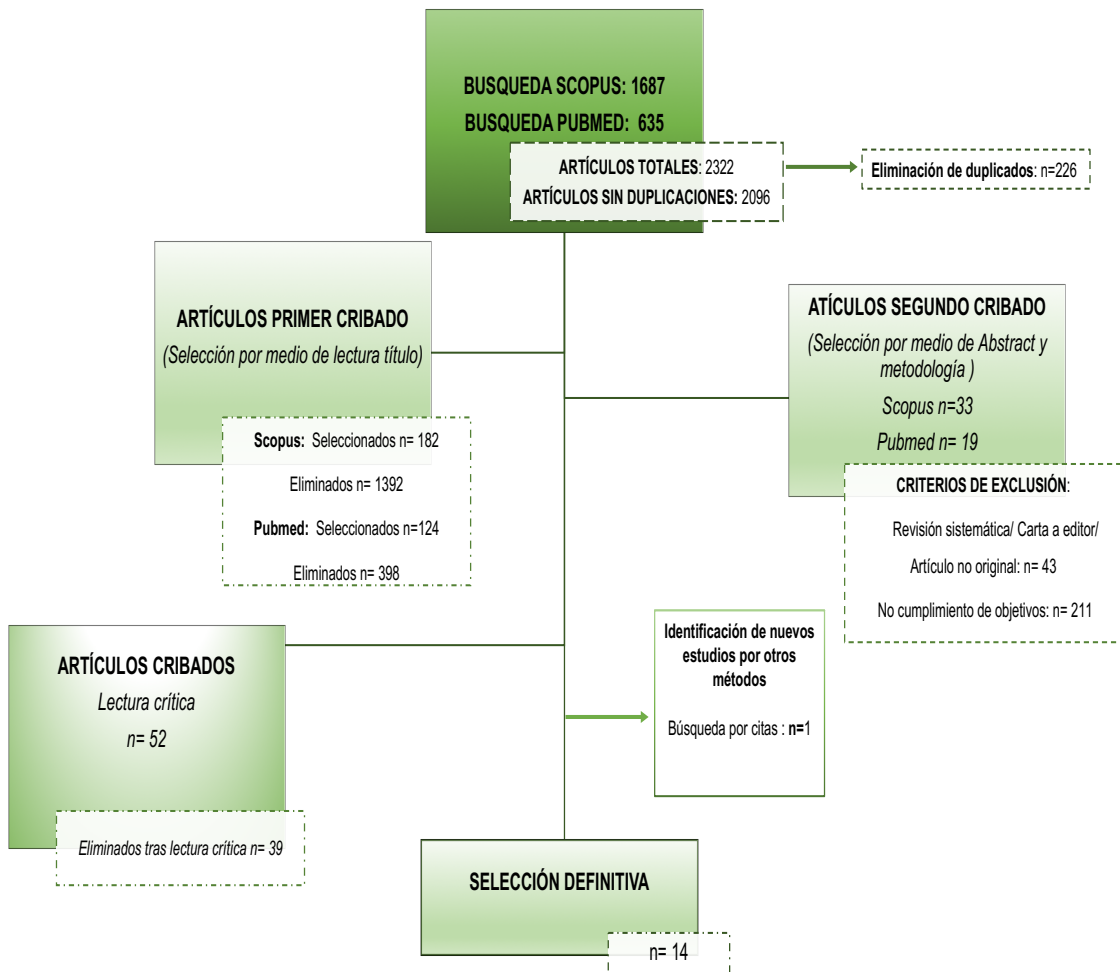 BUSQUEDA SCOPUS: 1687
BUSQUEDA PUBMED: 635
ARTÍCULOS TOTALES: 2322
ARTÍCULOS SIN DUPLICACIONES: 2096
Eliminación de duplicados: n=226
ARTÍCULOS PRIMER CRIBADO
(Selección por medio de lectura título)
Scopus: Seleccionados n= 182
Eliminados n= 1392
Pubmed: Seleccionados n=124
Eliminados n= 398
ATÍCULOS SEGUNDO CRIBADO
(Selección por medio de Abstract y
metodología )
Scopus n=33
Pubmed n= 19
CRITERIOS DE EXCLUSIÓN:
Revisión sistemática/ Carta a editor/
Artículo no original: n= 43
No cumplimiento de objetivos: n= 211
ARTÍCULOS CRIBADOS
Lectura crítica
n= 52
Eliminados tras lectura crítica n= 39
Identificación de nuevos
estudios por otros
métodos
Búsqueda por citas : n=1
SELECCIÓN DEFINITIVA
n= 14